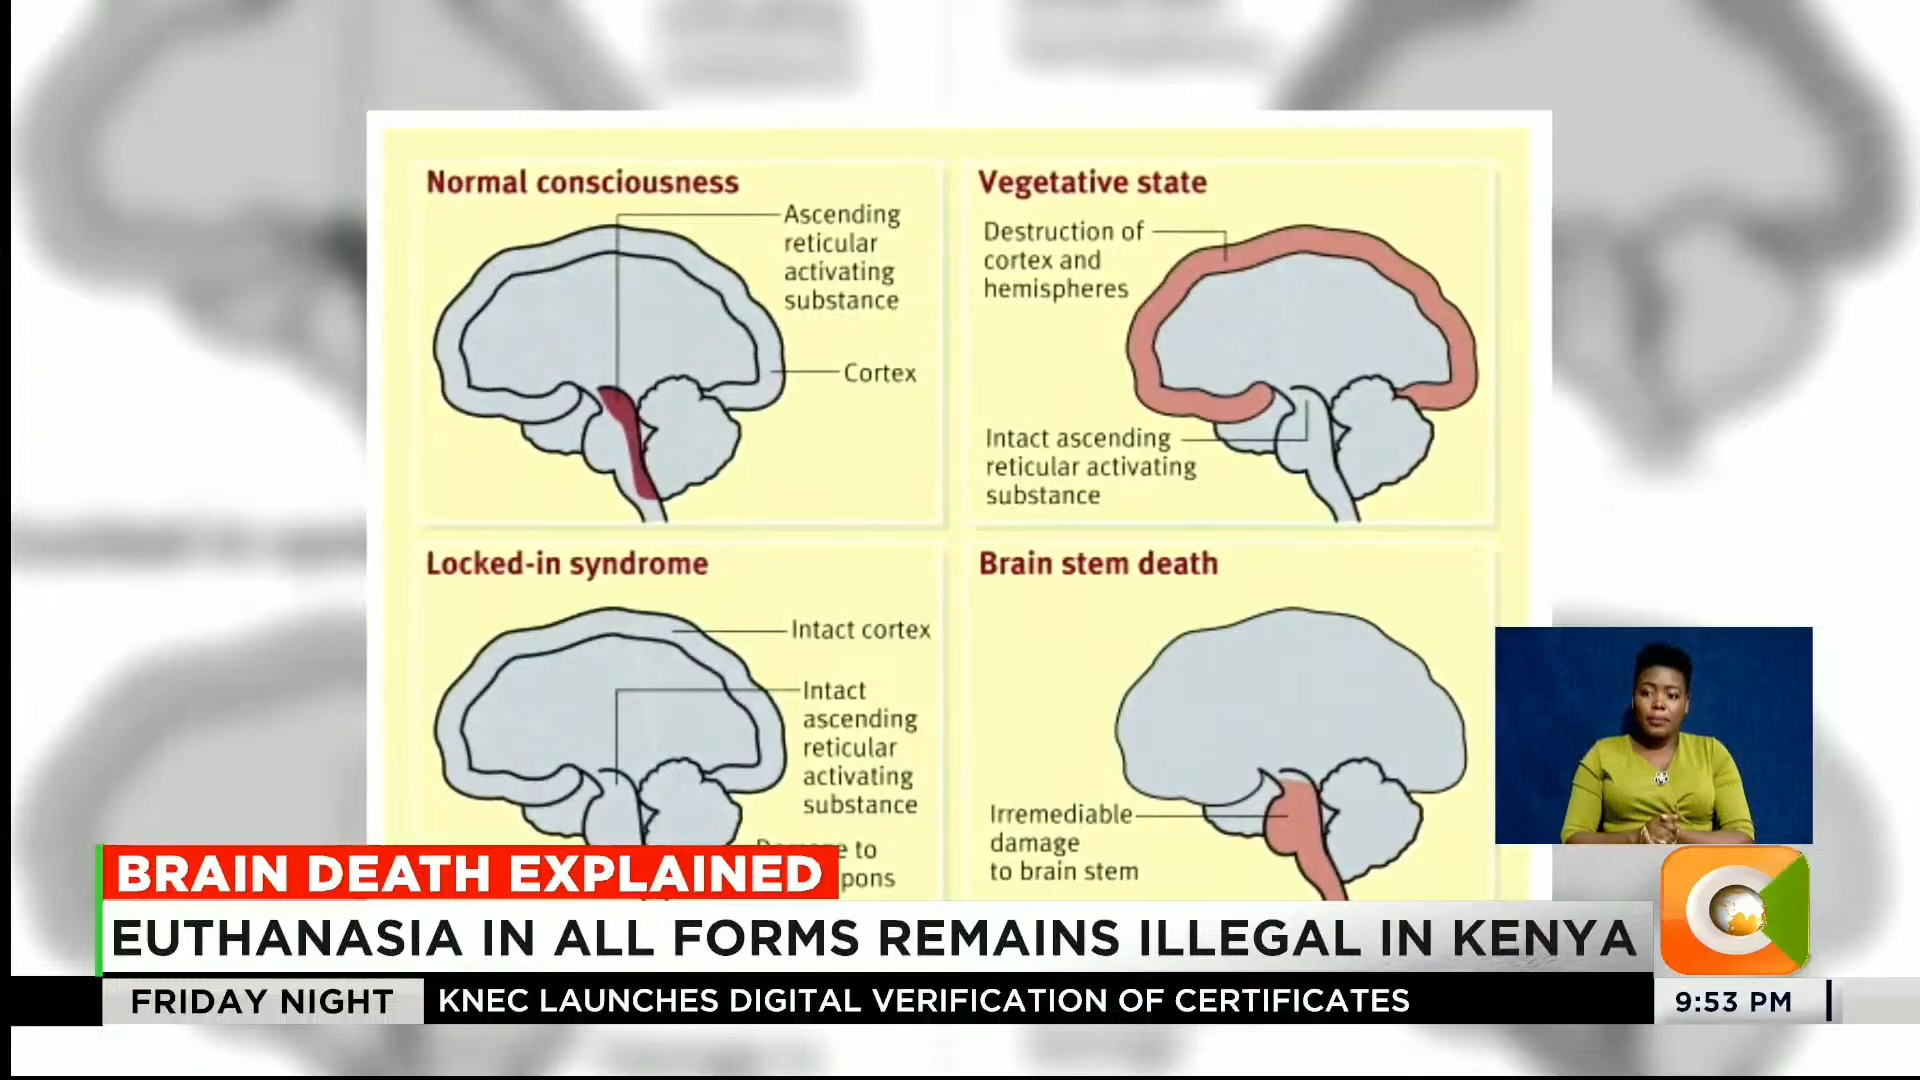 Normal consciousness
Ascending
reticular
activating
substance
Cortex
Vegetative state
Destruction of
cortex and
hemispheres
Intact ascending
reticular activating
substance
Locked-in syndrome
Intact cortex
Intact
ascending
reticular
activating
substance
to
pons
Brain stem death
Irremediable
damage
to brain stem
BRAIN DEATH EXPLAINED
EUTHANASIA IN ALL FORMS REMAINS ILLEGAL IN KENYA
FRIDAY NIGHT
KNEC LAUNCHES DIGITAL VERIFICATION OF CERTIFICATES
9:53 PM